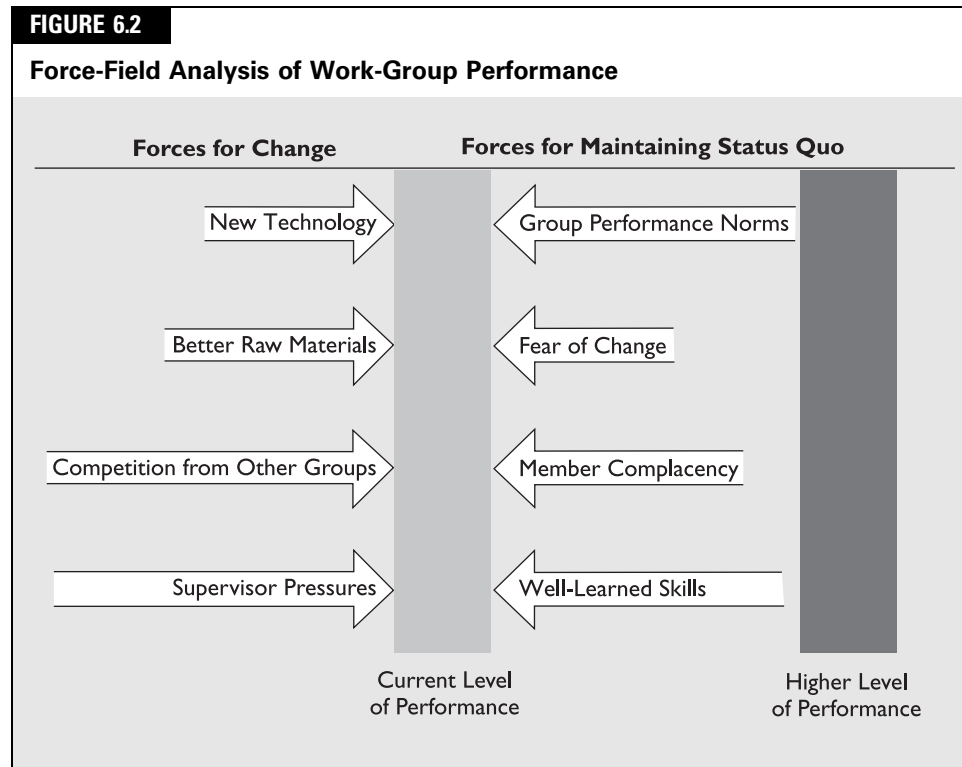 FIGURE 6.2
Force-Field Analysis of Work-Group Performance
Forces for Change
Forces for Maintaining Status Quo
New Technology
Group Performance Norms
Better Raw Materials
Fear of Change
Competition from Other Groups
Member Complacency
Supervisor Pressures
Well-Learned Skills
Current Level
of Performance
Higher Level
of Performance